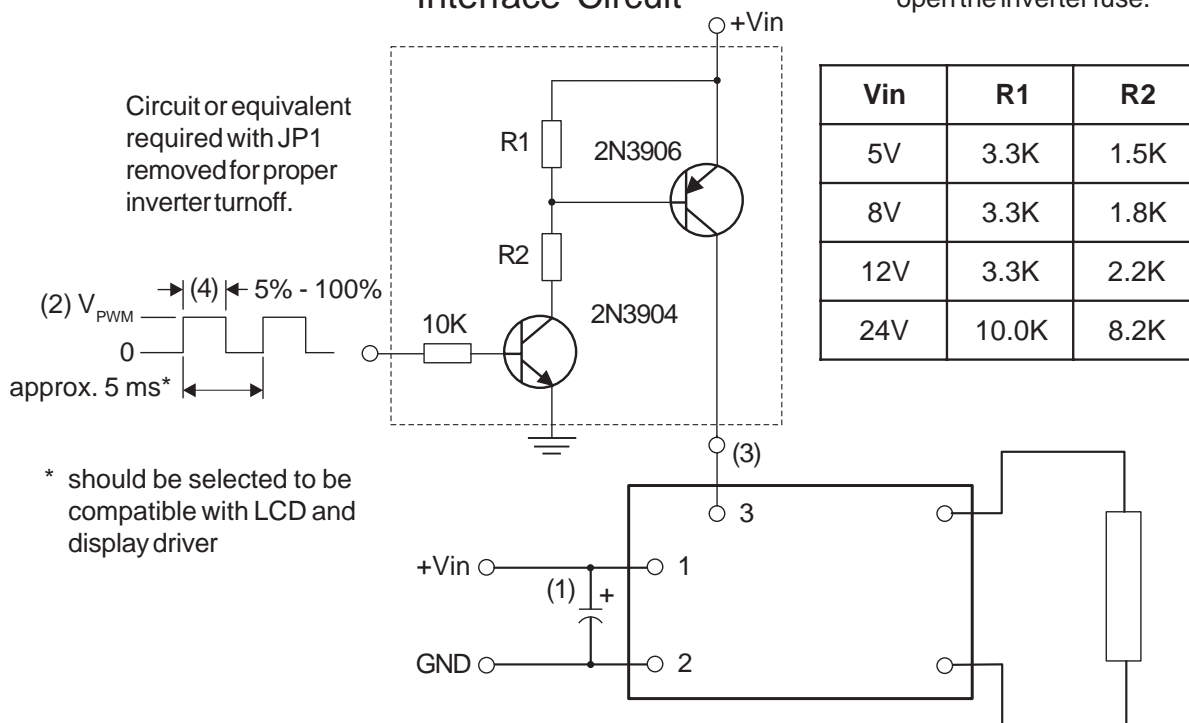 Interface Circuit
open the inverter fuse.
+Vin
Circuit or equivalent
required with JP1
removed for proper
inverter turnoff.
R1
2N3906
R2
2N3904
10K
(2) VPWM
(4)
5% - 100%
0
approx. 5 ms*
* should be selected to be
compatible with LCD and
display driver
Vin R1 R2
5V 3.3K 1.5K
8V 3.3K 1.8K
12V 3.3K 2.2K
24V 10.0K 8.2K
(3)
3
+Vin
1
(1)
+
GND
2